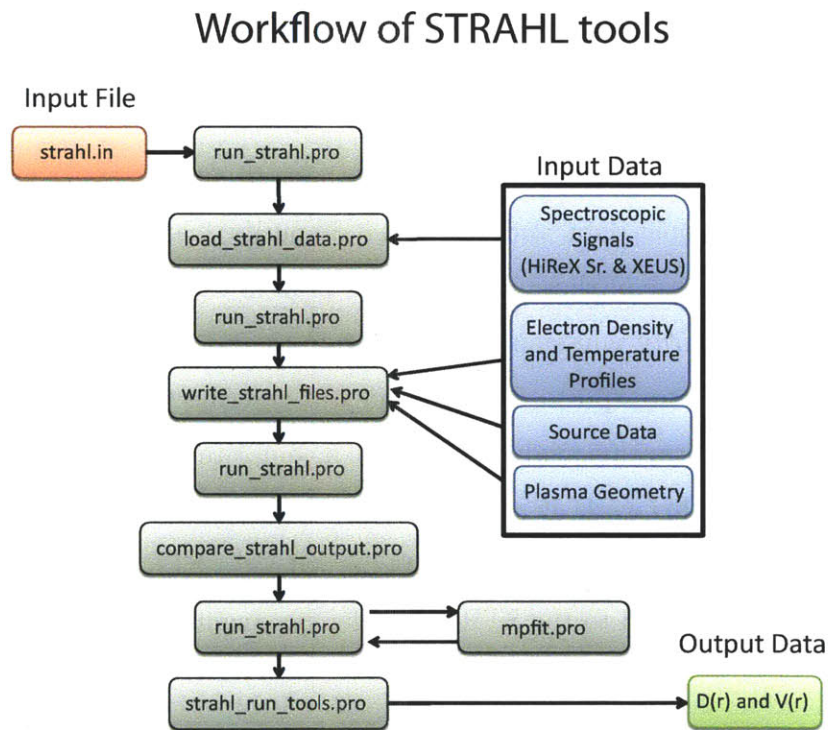 Workflow of STRAHL tools
Input File
strahl.in
run_strahl.pro
Input Data
load_strahl_data.pro
Spectroscopic
Signals
(HiReX Sr. & XEUS)
run_strahl.pro
Electron Density
and Temperature
Profiles
write_strahl_files.pro
Source Data
run_strahl.pro
Plasma Geometry
compare_strahl_output.pro
run_strahl.pro
mpfit.pro
Output Data
strahl_run_tools.pro
D(r) and V(r)